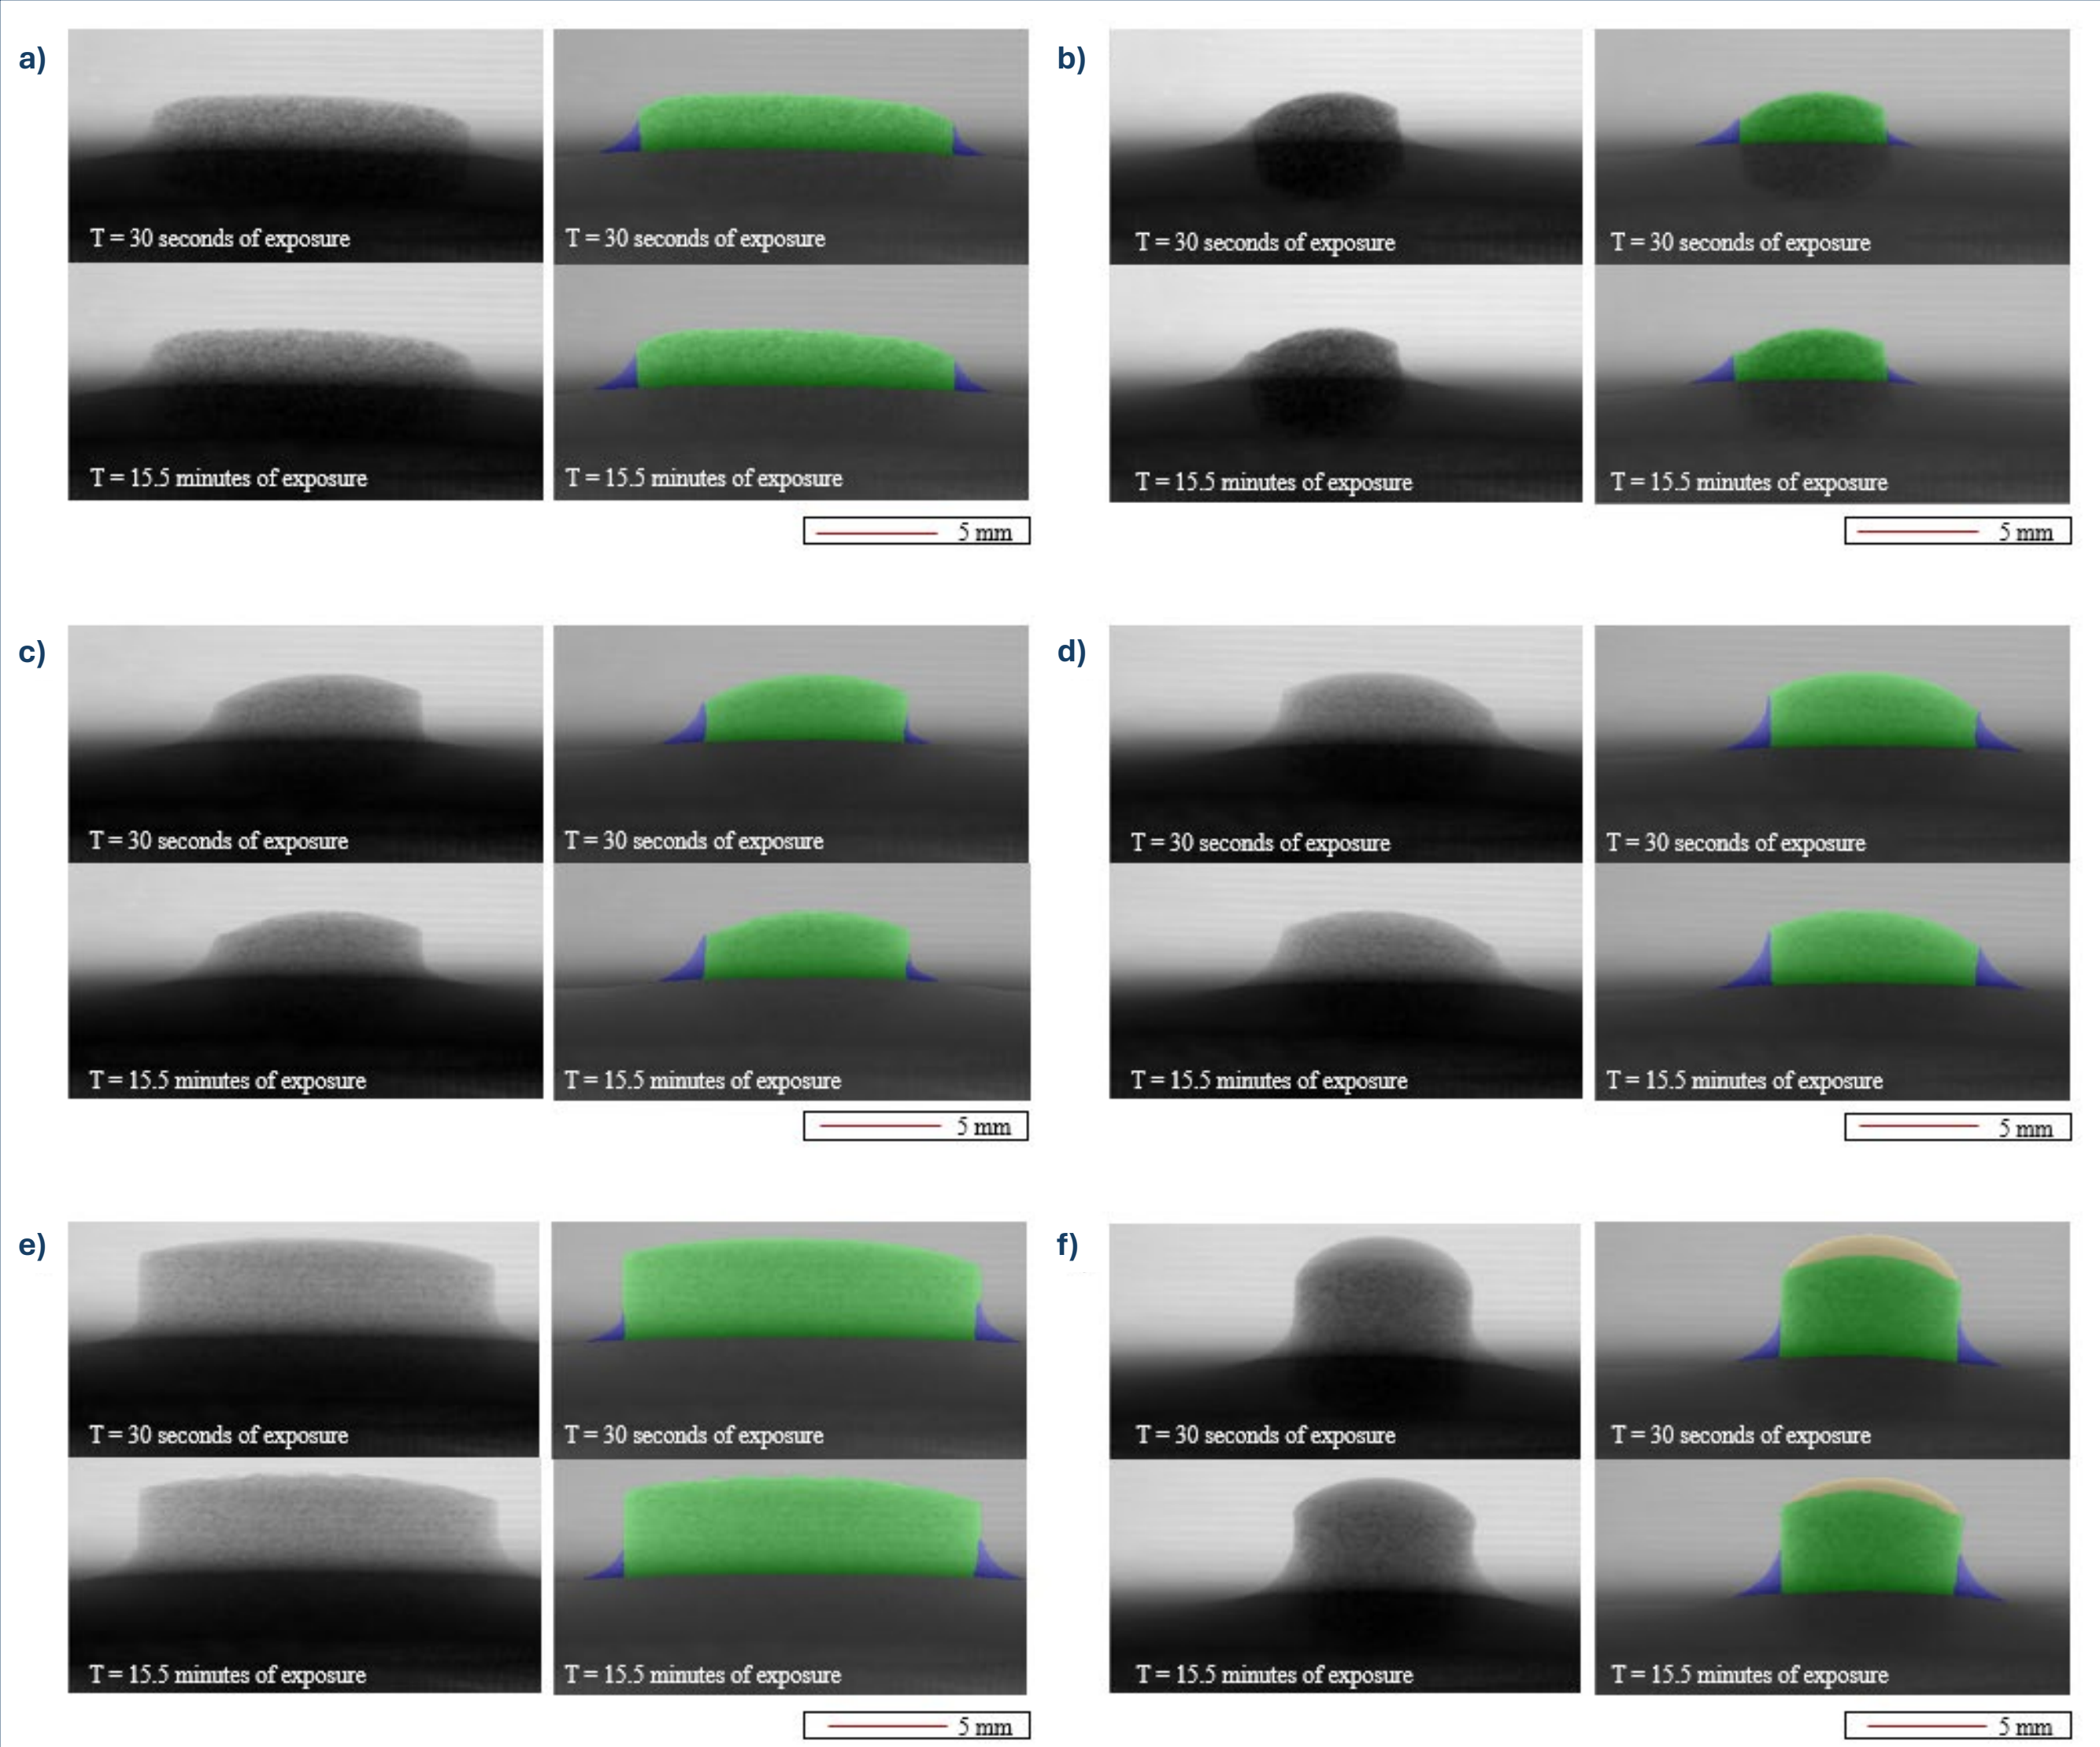 a)
T = 30 seconds of exposure
T = 30 seconds of exposure
T = 15.5 minutes of exposure
T = 15.5 minutes of exposure
5 mm
b)
T = 30 seconds of exposure
T = 30 seconds of exposure
T = 15.5 minutes of exposure
T = 15.5 minutes of exposure
5 mm
c)
T = 30 seconds of exposure
T = 30 seconds of exposure
T = 15.5 minutes of exposure
T = 15.5 minutes of exposure
5 mm
d)
T = 30 seconds of exposure
T = 30 seconds of exposure
T = 15.5 minutes of exposure
T = 15.5 minutes of exposure
5 mm
e)
T = 30 seconds of exposure
T = 30 seconds of exposure
T = 15.5 minutes of exposure
T = 15.5 minutes of exposure
5 mm
f)
T = 30 seconds of exposure
T = 30 seconds of exposure
T = 15.5 minutes of exposure
T = 15.5 minutes of exposure
5 mm